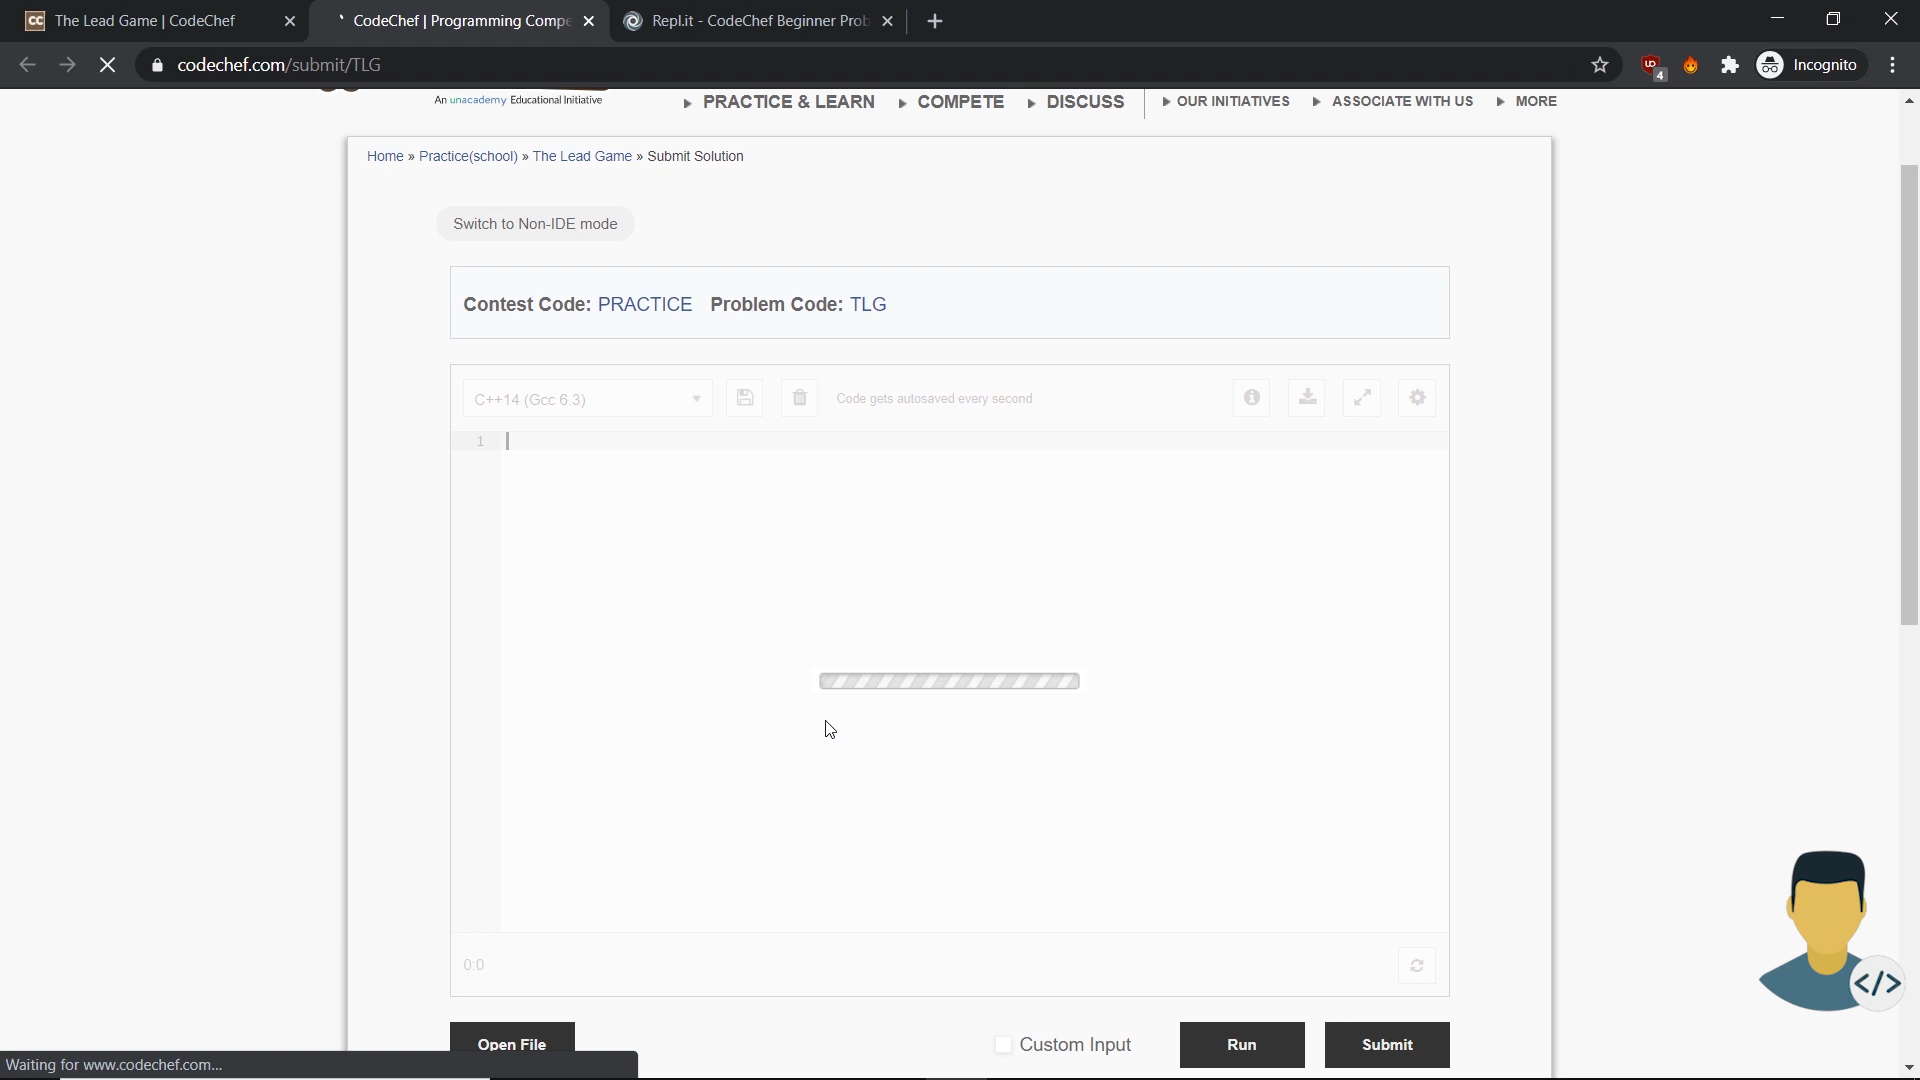 The Lead Game | CodeChef
CodeChef | Programming Compe
Repl.it - CodeChef Beginner Prob
codechef.com/submit/TLG
4
Incognito
An unacademy Educational Initiative
PRACTICE & LEARN
COMPETE
DISCUSS
OUR INITIATIVES
ASSOCIATE WITH US
MORE
Home » Practice(school) » The Lead Game » Submit Solution
Switch to Non-IDE mode
Contest Code: PRACTICE Problem Code: TLG
C++14 (Gcc 6.3)
Code gets autosaved every second
1
0:0
</>
Open File
Custom Input
Run
Submit
Waiting for www.codechef.com...